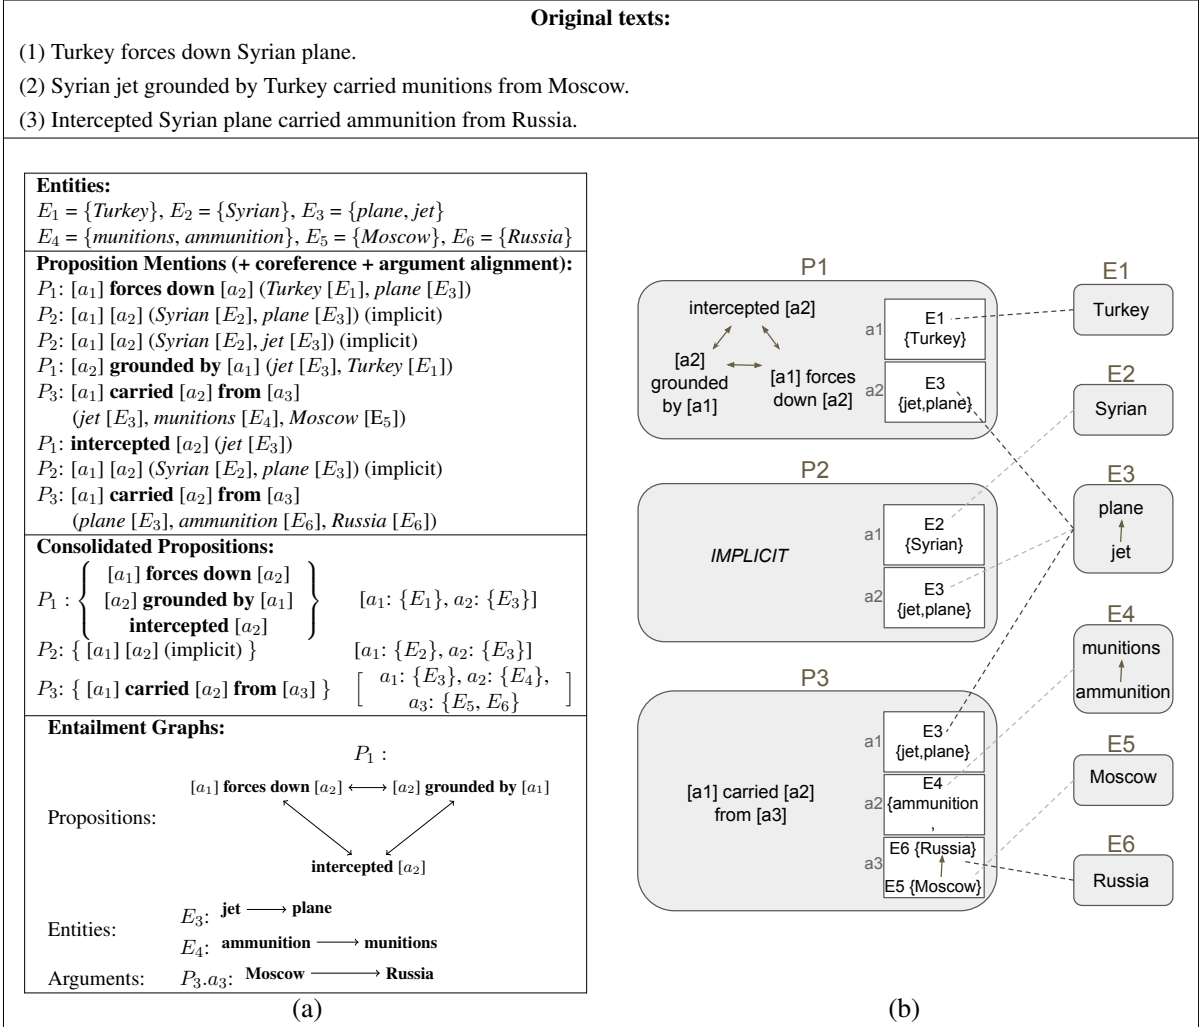 Original texts:
(1) Turkey forces down Syrian plane.
(2) Syrian jet grounded by Turkey carried munitions from Moscow.
(3) Intercepted Syrian plane carried ammunition from Russia.
Entities:
E₁ = {Turkey}, E₂ = {Syrian}, E₃ = {plane, jet}
E₄ = {munitions, ammunition}, E₅ = {Moscow}, E₆ = {Russia}
Proposition Mentions (+ coreference + argument alignment):
P₁: [a₁] forces down [a₂] (Turkey [E₁], plane [E₃])
P₂: [a₁] [a₂] (Syrian [E₂], plane [E₃]) (implicit)
P₂: [a₁] [a₂] (Syrian [E₂], jet [E₃]) (implicit)
P₁: [a₂] grounded by [a₁] (jet [E₃], Turkey [E₁])
P₃: [a₁] carried [a₂] from [a₃]
(jet [E₃], munitions [E₄], Moscow [E₅])
P₁: intercepted [a₂] (jet [E₃])
P₂: [a₁] [a₂] (Syrian [E₂], plane [E₃]) (implicit)
P₃: [a₁] carried [a₂] from [a₃]
(plane [E₃], ammunition [E₆], Russia [E₆])
Consolidated Propositions:
[a₁] forces down [a₂]
P₁ : { [a₂] grounded by [a₁] } [a₁: {E₁}, a₂: {E₃}]
intercepted [a₂]
P₂: { [a₁] [a₂] (implicit) } [a₁: {E₂}, a₂: {E₃}]
P₃: { [a₁] carried [a₂] from [a₃] } [ a₁: {E₃}, a₂: {E₄},
a₃: {E₅, E₆} ]
Entailment Graphs:
P₁ :
[a₁] forces down [a₂] ⟷ [a₂] grounded by [a₁]
Propositions:
intercepted [a₂]
Entities:
E₃: jet ⟶ plane
E₄: ammunition ⟶ munitions
Arguments: P₃.a₃: Moscow ⟶ Russia
(a)
P1
intercepted [a2]
[a2]
grounded
by [a1]
[a1] forces
down [a2]
a1
E1
{Turkey}
a2
E3
{jet,plane}
P2
IMPLICIT
a1
E2
{Syrian}
a2
E3
{jet,plane}
P3
[a1] carried [a2]
from [a3]
a1
E3
{jet,plane}
a2
E4
{ammunition
,
a3
E6 {Russia}
E5 {Moscow}
E1
Turkey
E2
Syrian
E3
plane
jet
E4
munitions
ammunition
E5
Moscow
E6
Russia
(b)